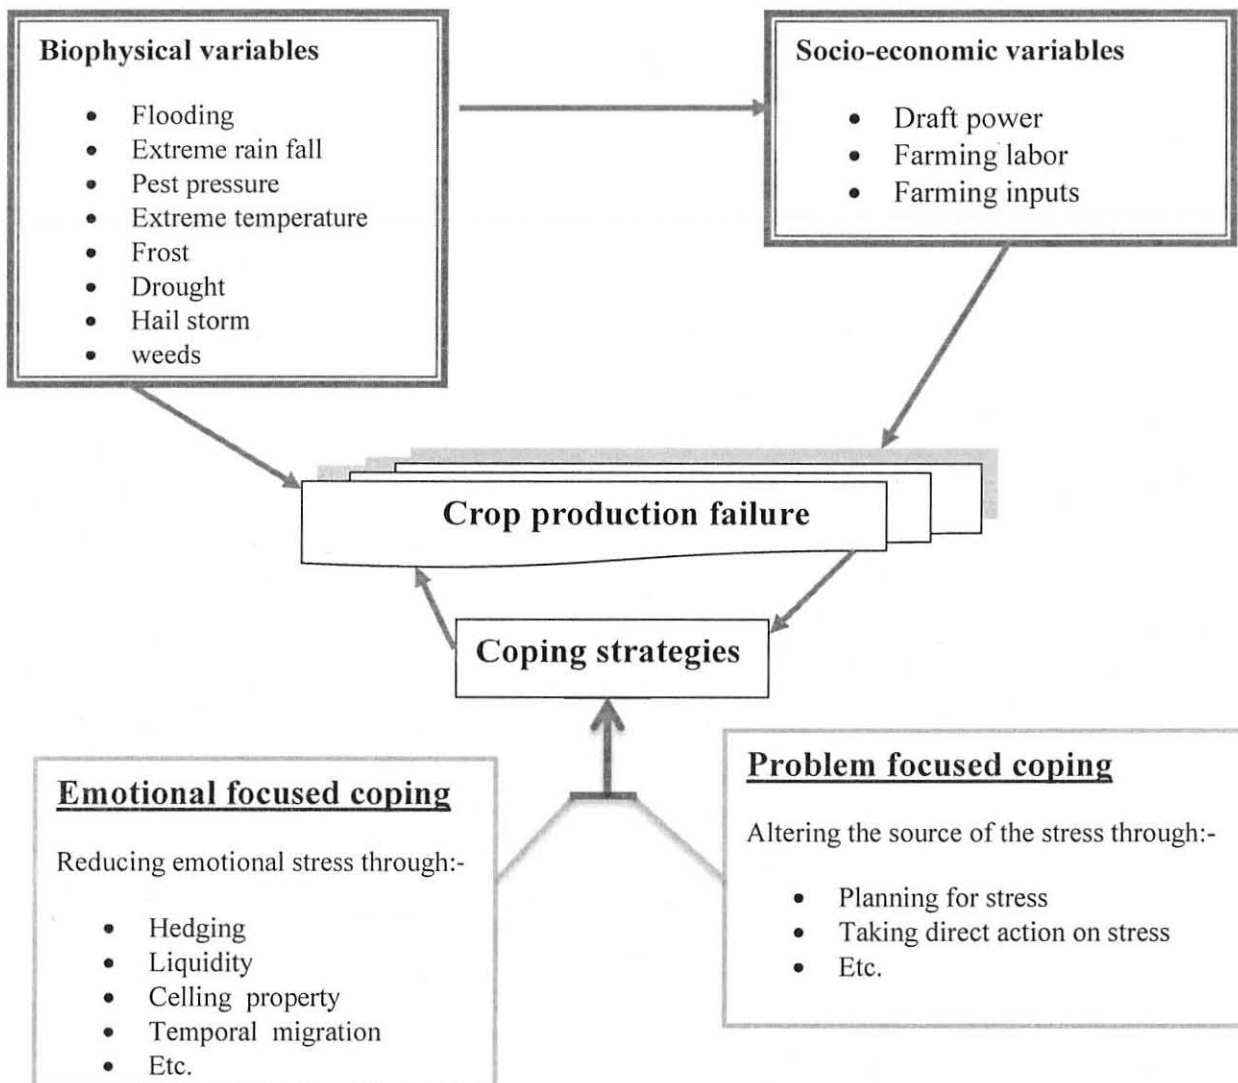 Biophysical variables
• Flooding
• Extreme rain fall
• Pest pressure
• Extreme temperature
• Frost
• Drought
• Hail storm
• weeds
Socio-economic variables
• Draft power
• Farming labor
• Farming inputs
Crop production failure
Coping strategies
Emotional focused coping
Reducing emotional stress through:-
• Hedging
• Liquidity
• Celling property
• Temporal migration
• Etc.
Problem focused coping
Altering the source of the stress through:-
• Planning for stress
• Taking direct action on stress
• Etc.